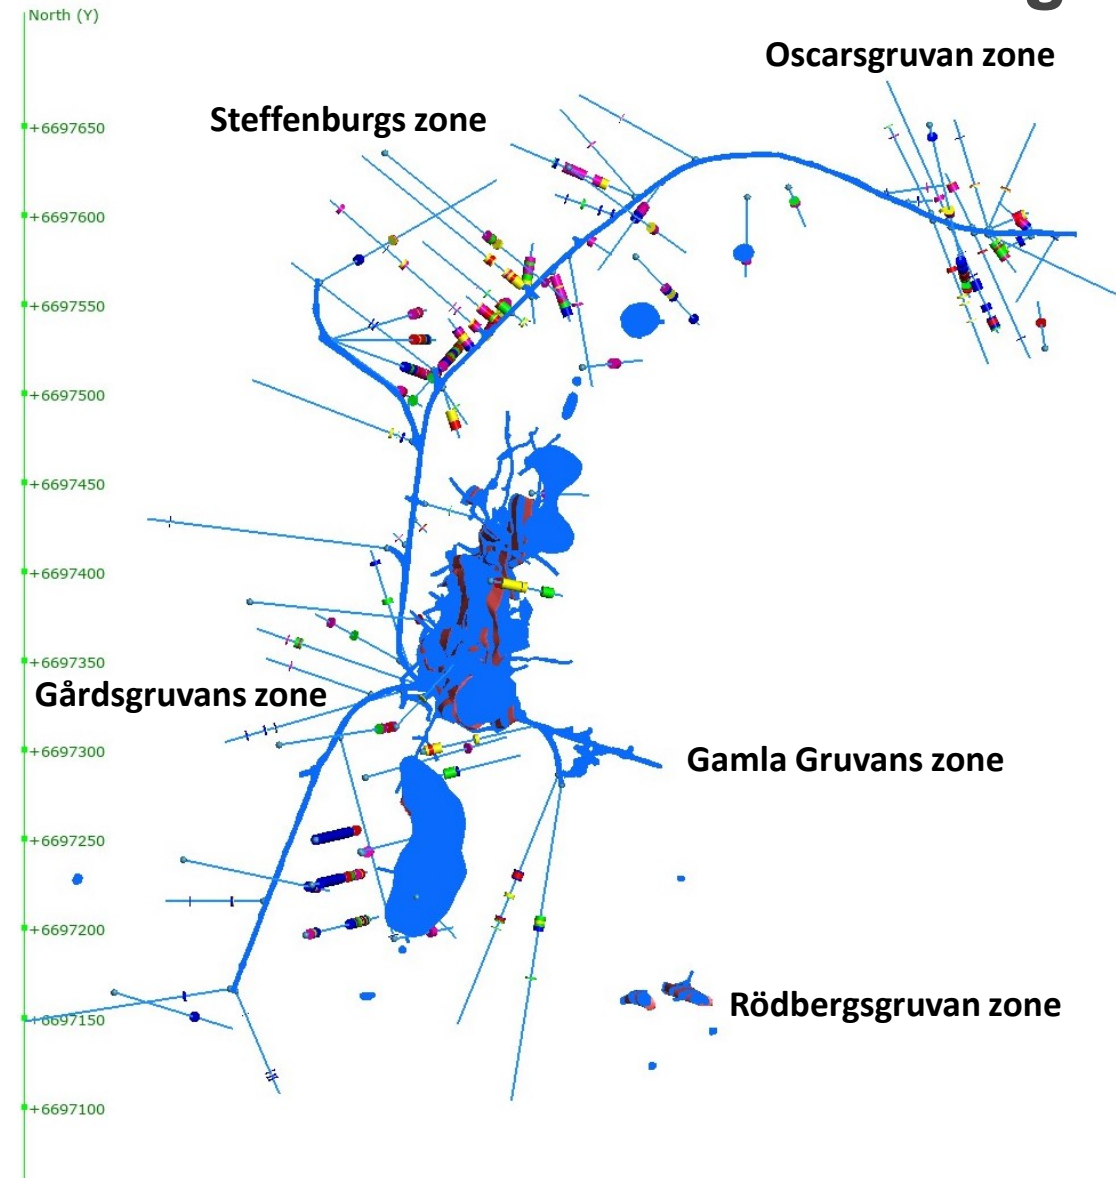 g
North (Y)
Oscarsgruvan zone
Steffenburgs zone
+6697650
+6697600
+6697550
+6697500
+6697450
+6697400
+6697350
Gårdsgruvans zone
+6697300
Gamla Gruvans zone
+6697250
+6697200
Rödbergsgruvan zone
+6697150
+6697100